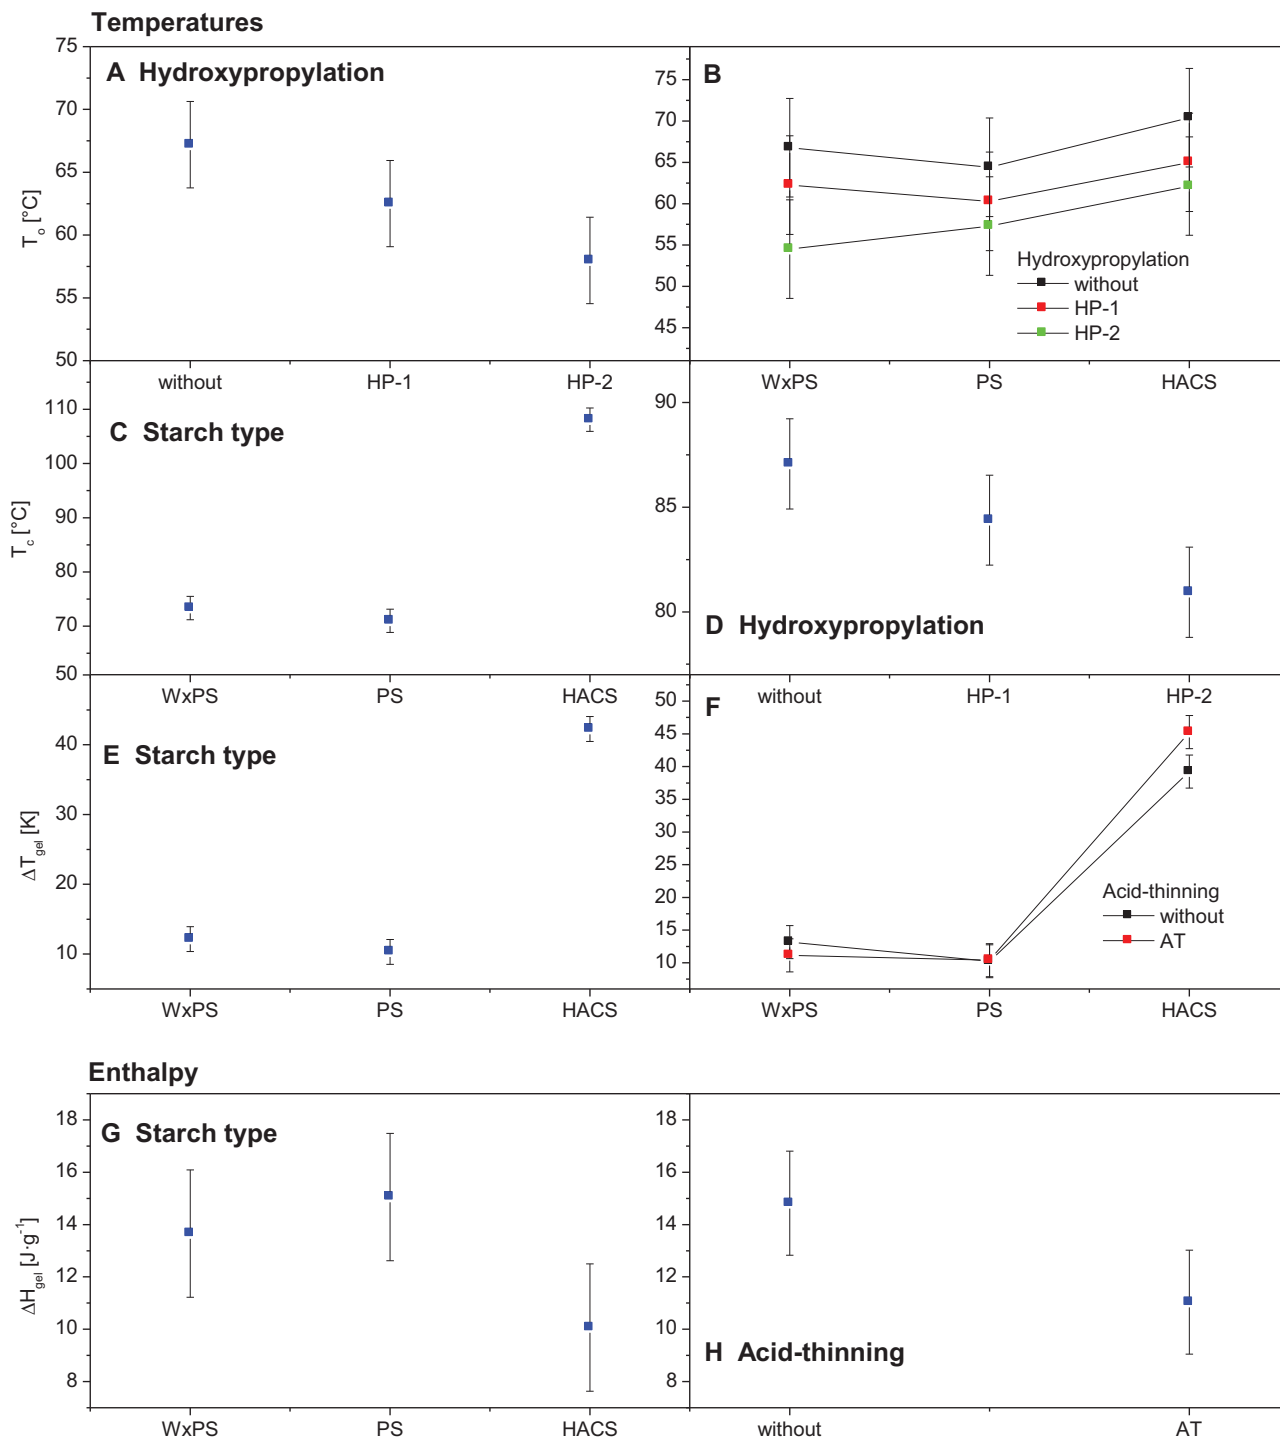 Temperatures
A Hydroxypropylation
B
75
70
65
60
55
50
T_o [°C]
75
70
65
60
55
50
45
Hydroxypropylation
without
HP-1
HP-2
without HP-1 HP-2
WxPS PS HACS
C Starch type
110
100
90
80
70
50
T_c [°C]
90
85
80
D Hydroxypropylation
WxPS PS HACS
without HP-1 HP-2
E Starch type
F
40
30
20
10
ΔT_gel [K]
50
45
40
35
30
25
20
15
10
Acid-thinning
without
AT
WxPS PS HACS
WxPS PS HACS
Enthalpy
G Starch type
18
16
14
12
10
8
ΔH_gel [J·g⁻¹]
18
16
14
12
10
8
H Acid-thinning
WxPS PS HACS
without AT